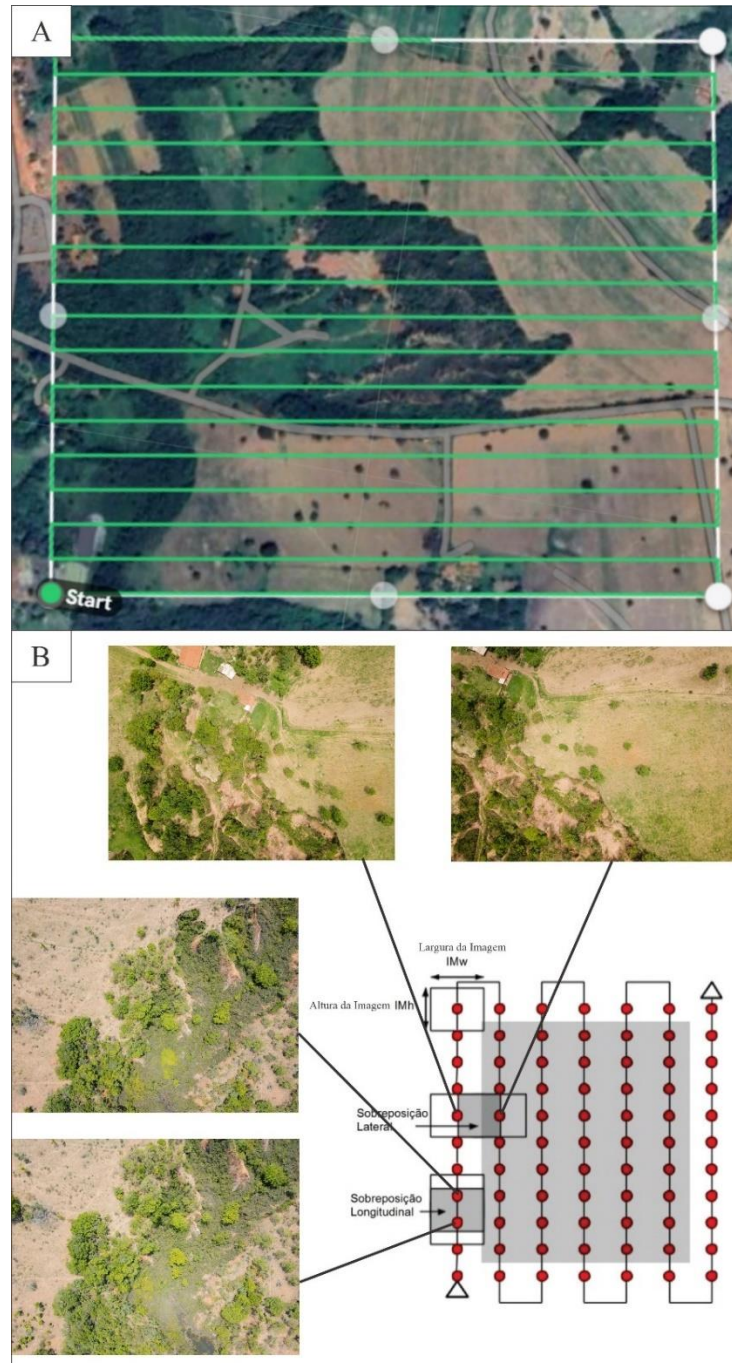 A
Start
B
Largura da Imagem
IMw
Altura da Imagem IMh
Sobreposição
Lateral
Sobreposição
Longitudinal